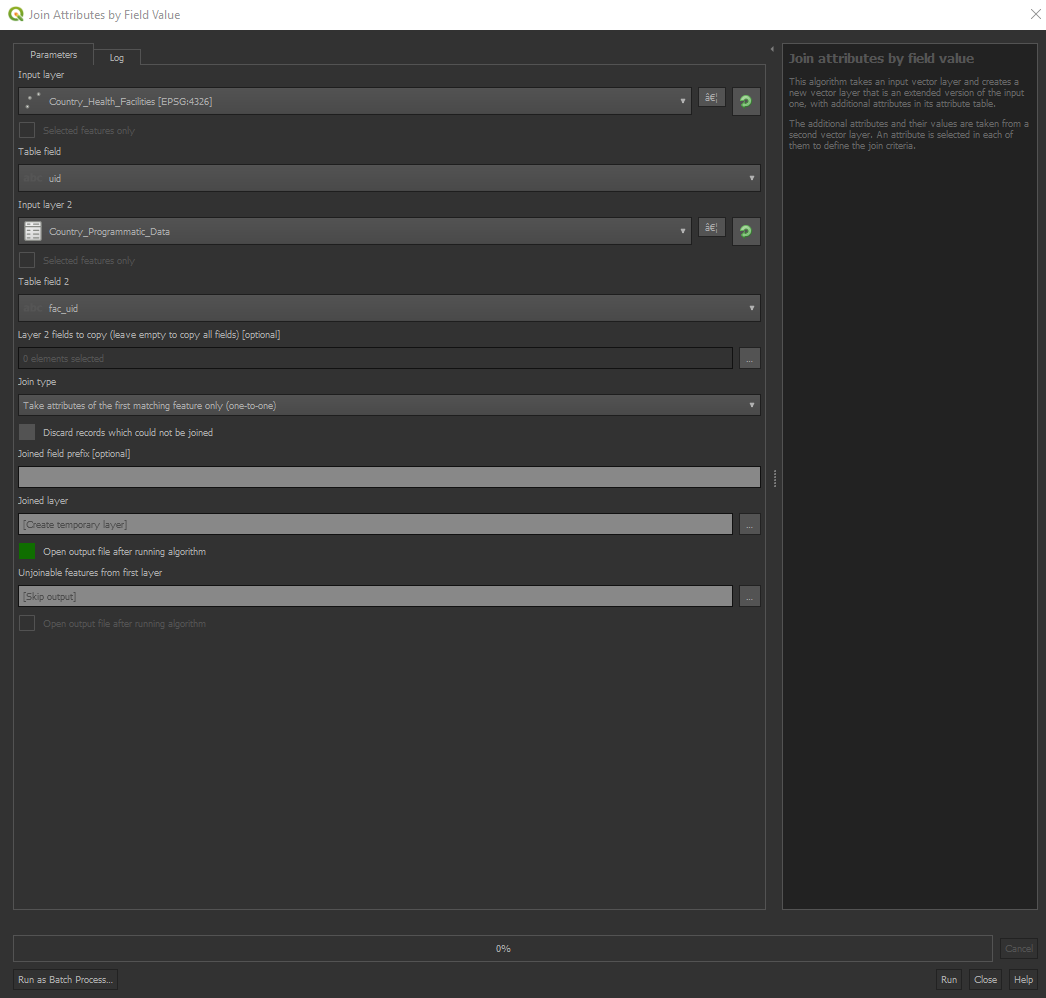 Join Attributes by Field Value
Parameters
Log
Input layer
Country_Health_Facilities [EPSG:4326]
â€¦
Selected features only
Table field
abc uid
Input layer 2
Country_Programmatic_Data
â€¦
Selected features only
Table field 2
abc fac_uid
Layer 2 fields to copy (leave empty to copy all fields) [optional]
0 elements selected
...
Join type
Take attributes of the first matching feature only (one-to-one)
Discard records which could not be joined
Joined field prefix [optional]
Joined layer
[Create temporary layer]
...
Open output file after running algorithm
Unjoinable features from first layer
[Skip output]
...
Open output file after running algorithm
Join attributes by field value
This algorithm takes an input vector layer and creates a
new vector layer that is an extended version of the input
one, with additional attributes in its attribute table.
The additional attributes and their values are taken from a
second vector layer. An attribute is selected in each of
them to define the join criteria.
0%
Cancel
Run as Batch Process...
Run
Close
Help